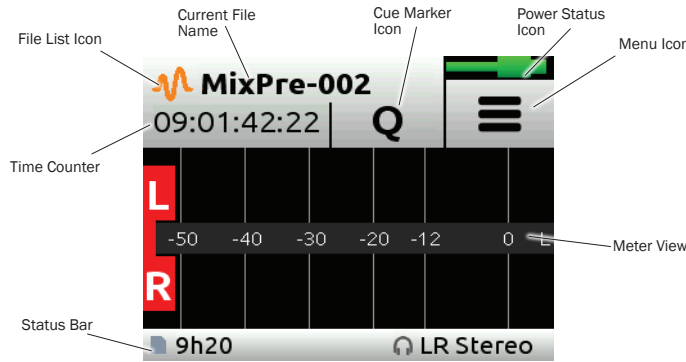 Current File
Name
Cue Marker
Icon
Power Status
Icon
File List Icon
Menu Icon
MixPre-002
09:01:42:22
Q
Time Counter
L
-50 -40 -30 -20 -12 0 L
Meter View
R
Status Bar
9h20 LR Stereo